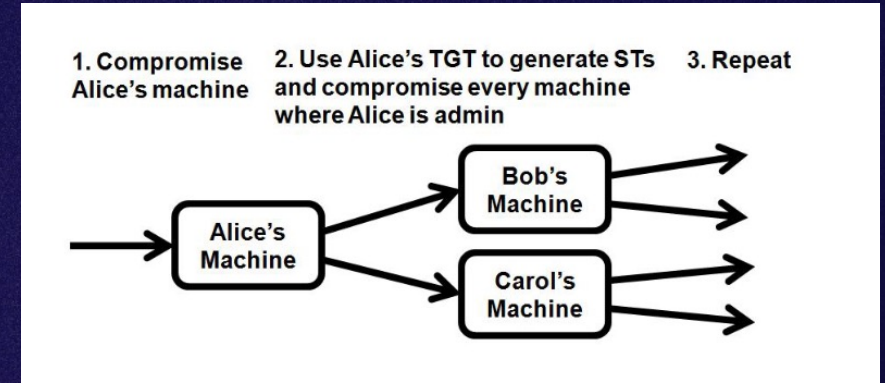 1. Compromise
Alice's machine
2. Use Alice's TGT to generate STs
and compromise every machine
where Alice is admin
3. Repeat
Alice's
Machine
Bob's
Machine
Carol's
Machine